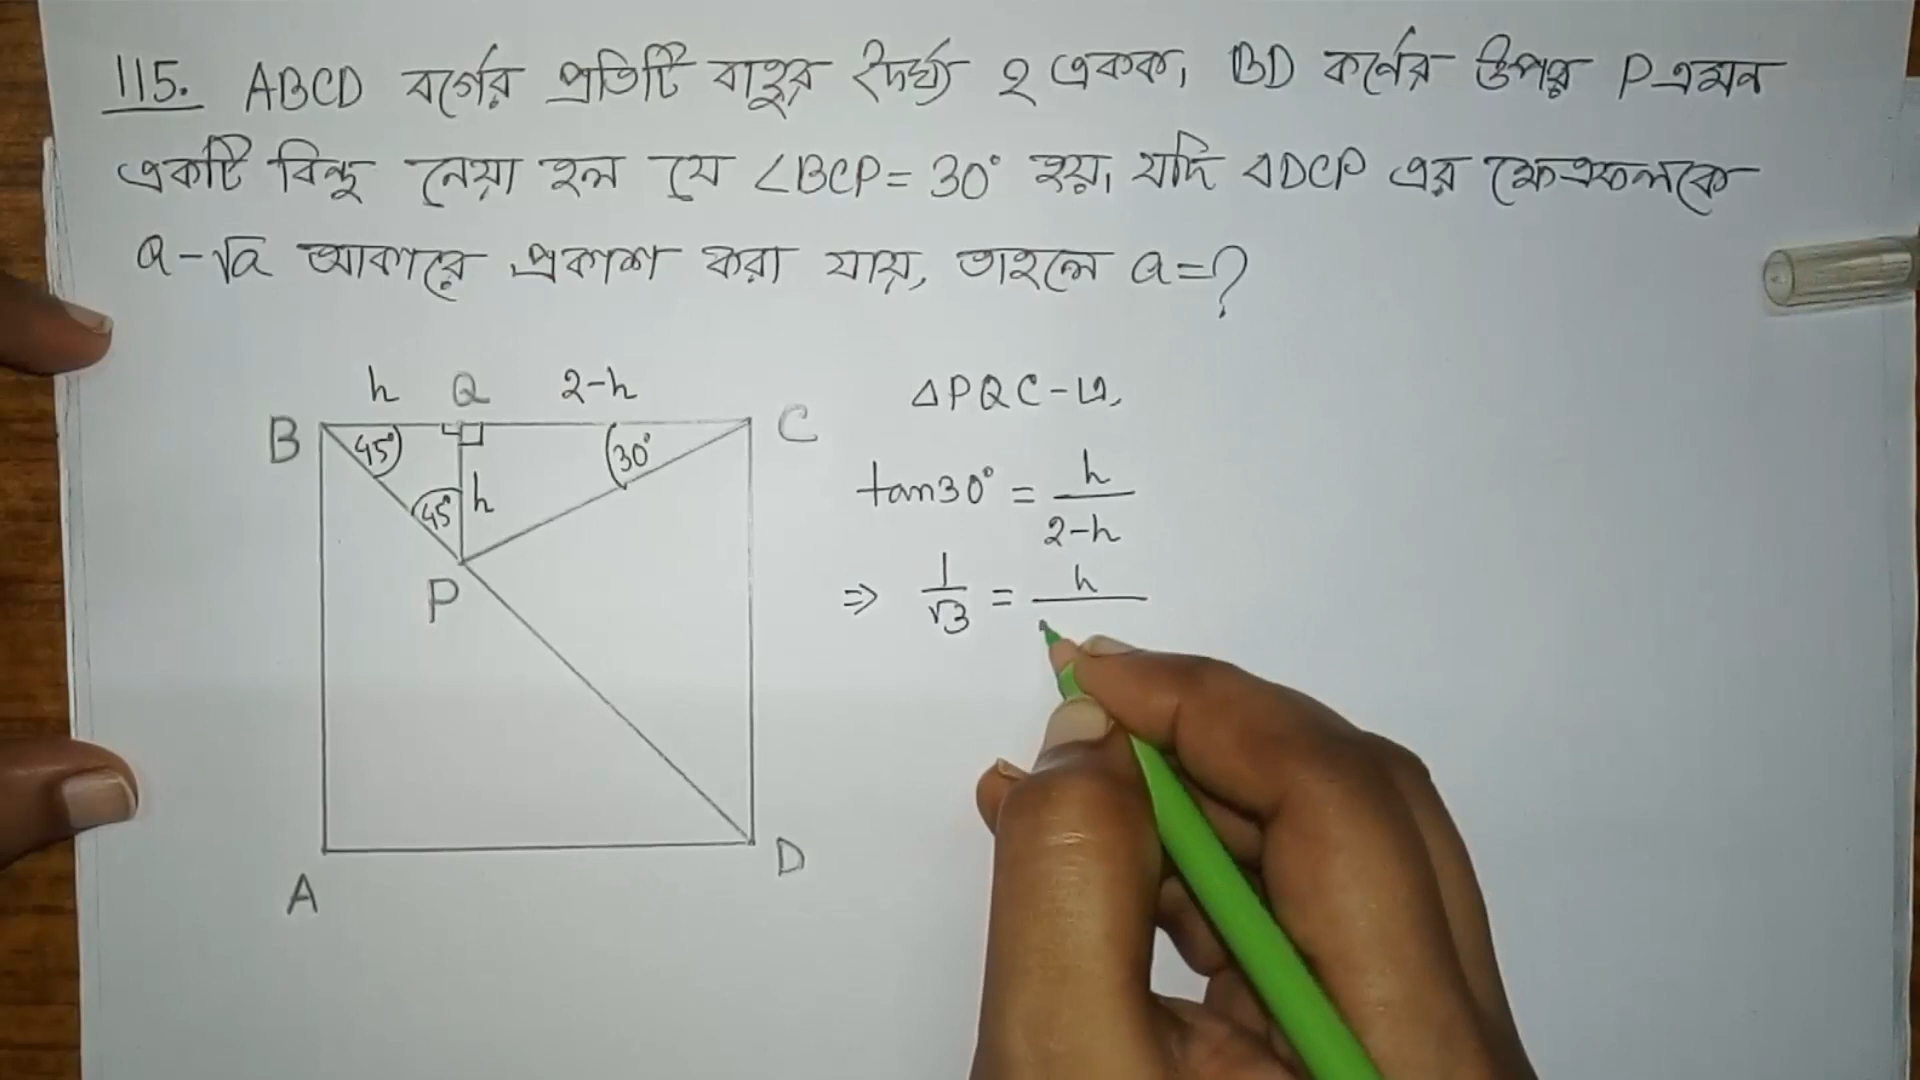 115. ABCD বর্গের প্রতিটি বাহুর দৈর্ঘ্য ২ একক। BD কর্ণের উপর P এমন
একটি বিন্দু নেয়া হল যে ∠BCP = 30° হয়। যদি ΔDCP এর ক্ষেত্রফলকে
a-√a আকারে প্রকাশ করা যায়, তাহলে a=?
h Q 2-h
B 45° 30° C
45° h
P
A D
ΔPQC-এ,
tan30° = h/2-h
⇒ 1/√3 = h/